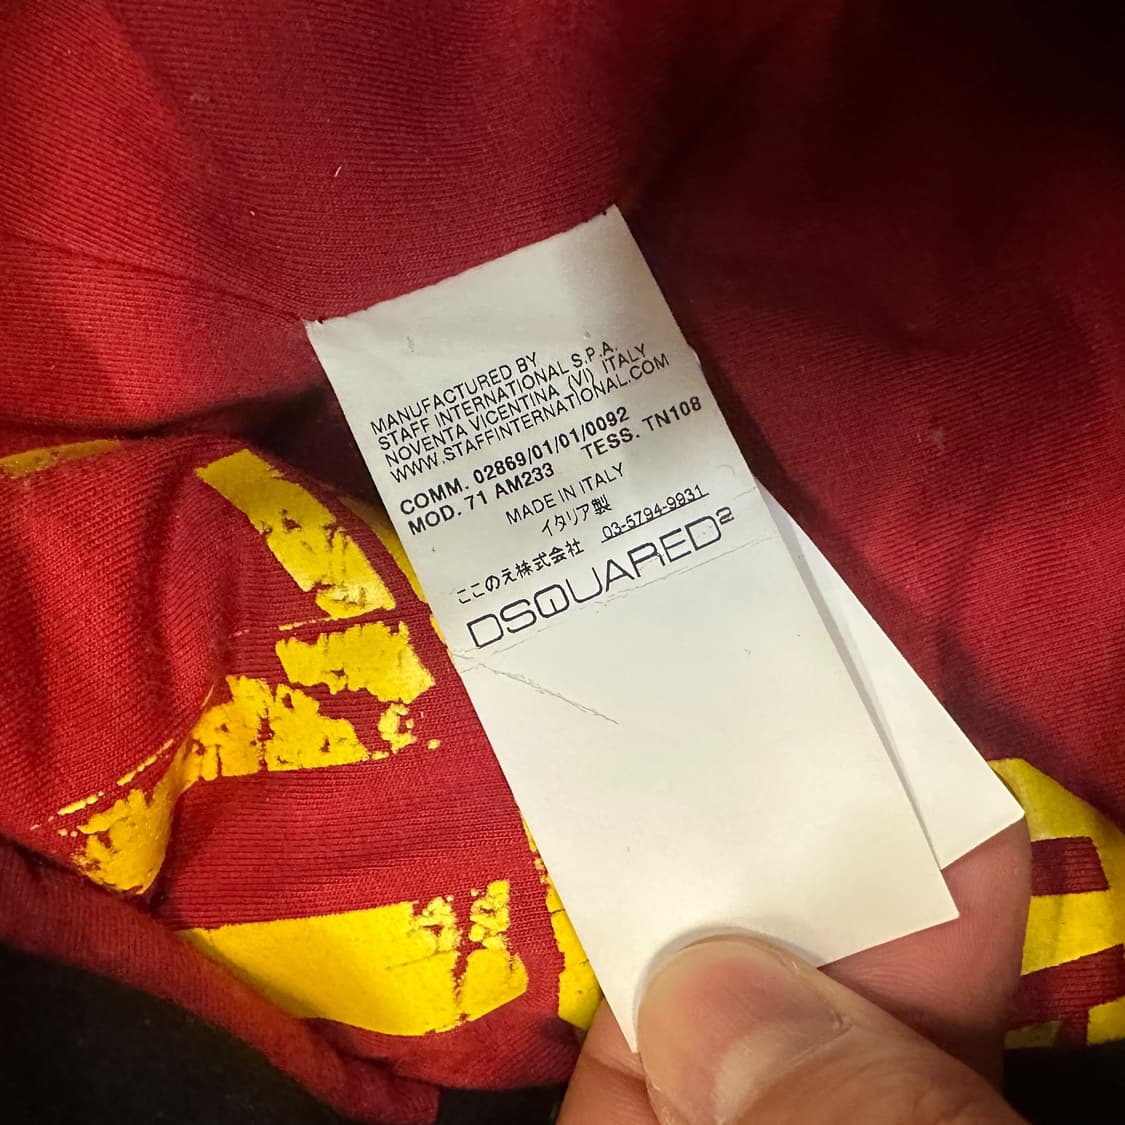 MANUFACTURED BY
STAFF INTERNATIONAL S.P.A.
NOVENTA VICENTINA (VI) ITALY
WWW.STAFFINTERNATIONAL.COM
COMM. 02869/01/01/0092
MOD. 71 AM233 TESS. TN108
MADE IN ITALY
イタリア製
ここのえ株式会社 03-5794-9931
DSQUARED2